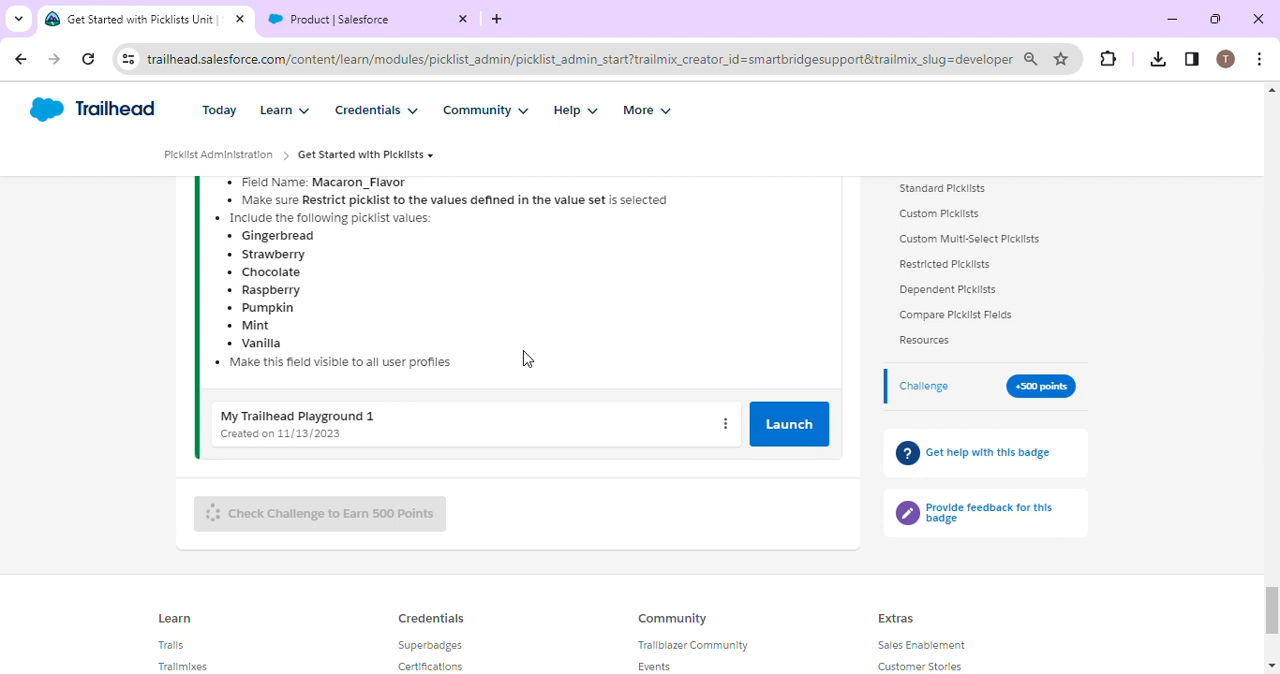 Get Started with Picklists Unit |
Product | Salesforce
trailhead.salesforce.com/content/learn/modules/picklist_admin/picklist_admin_start?trailmix_creator_id=smartbridgesupport&trailmix_slug=developer
T
Trailhead
Today
Learn
Credentials
Community
Help
More
Picklist Administration
Get Started with Picklists
Field Name: Macaron_Flavor
Make sure Restrict picklist to the values defined in the value set is selected
Include the following picklist values:
Gingerbread
Strawberry
Chocolate
Raspberry
Pumpkin
Mint
Vanilla
Make this field visible to all user profiles
My Trailhead Playground 1
Created on 11/13/2023
Launch
Check Challenge to Earn 500 Points
Standard Picklists
Custom Picklists
Custom Multi-Select Picklists
Restricted Picklists
Dependent Picklists
Compare Picklist Fields
Resources
Challenge
+500 points
Get help with this badge
Provide feedback for this
badge
Learn
Credentials
Community
Extras
Trails
Superbadges
Trailblazer Community
Sales Enablement
Trailmixes
Certifications
Events
Customer Stories